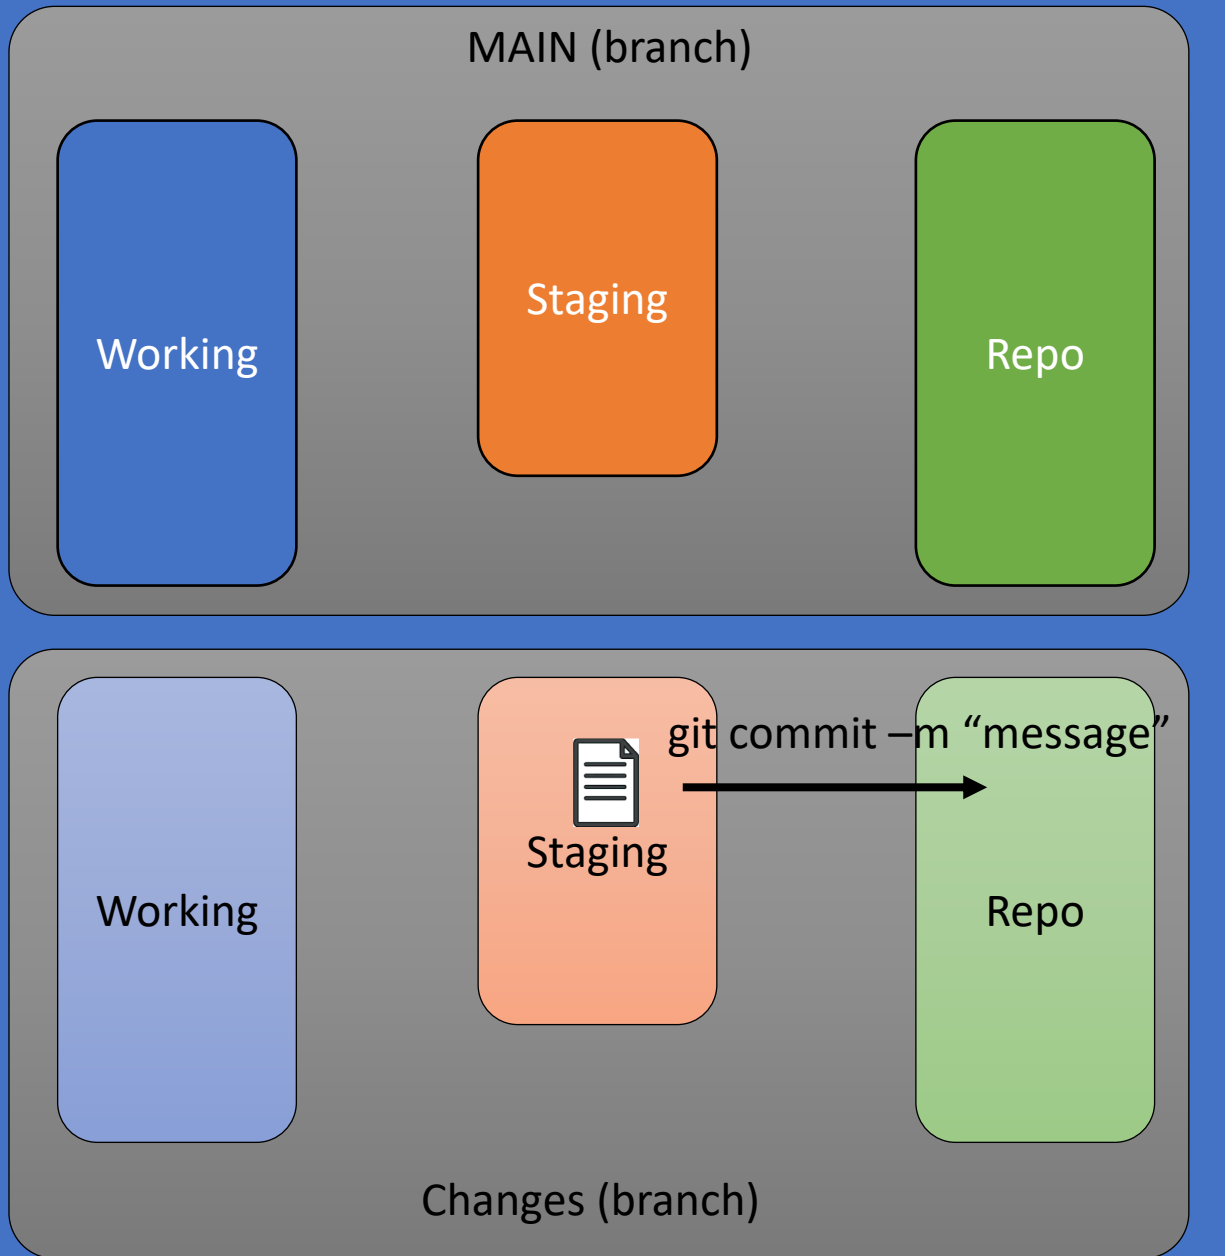 MAIN (branch)
Working
Staging
Repo
git commit –m “message”
Staging
Working
Repo
Changes (branch)